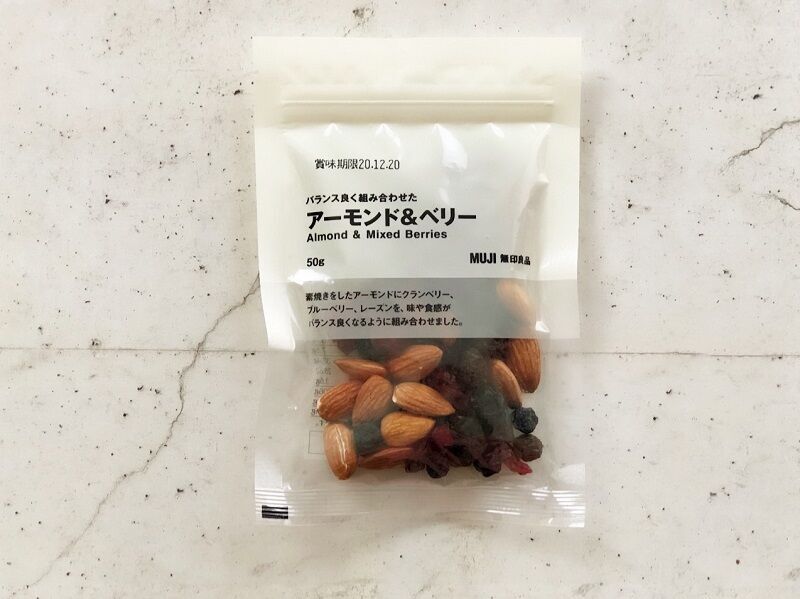 賞味期限20.12.20
バランス良く組み合わせた
アーモンド&ベリー
Almond & Mixed Berries
50g
MUJI 無印良品
素焼きをしたアーモンドにクランベリー、
ブルーベリー、レーズンを、味や食感が
バランス良くなるように組み合わせました。